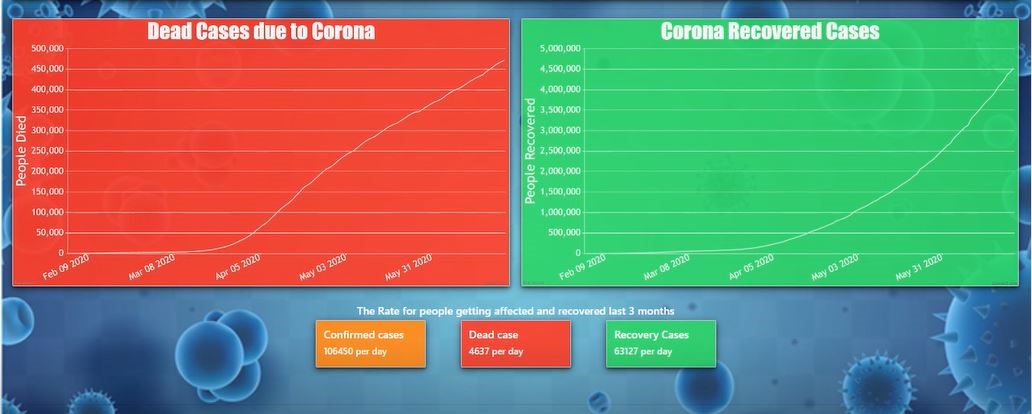 Dead Cases due to Corona
People Died
500,000
450,000
400,000
350,000
300,000
250,000
200,000
150,000
100,000
50,000
0
Feb 09 2020
Mar 08 2020
Apr 05 2020
May 03 2020
May 31 2020
Corona Recovered Cases
People Recovered
5,000,000
4,500,000
4,000,000
3,500,000
3,000,000
2,500,000
2,000,000
1,500,000
1,000,000
500,000
0
Feb 09 2020
Mar 08 2020
Apr 05 2020
May 03 2020
May 31 2020
The Rate for people getting affected and recovered last 3 months
Confirmed cases
106450 per day
Dead case
4637 per day
Recovery Cases
63127 per day